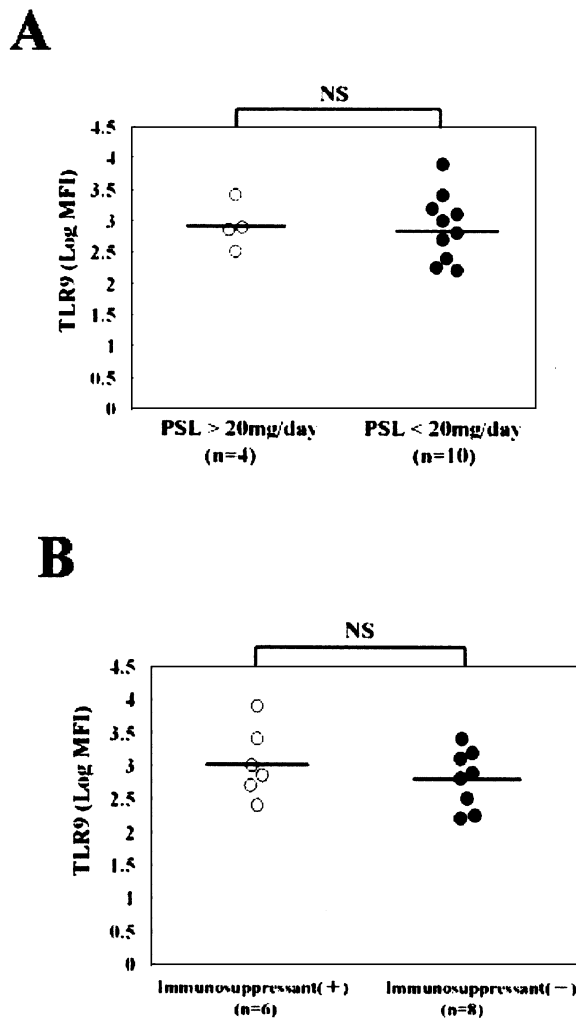 A
NS
TLR9 (Log MFI)
4.5
4
3.5
3
2.5
2
1.5
1
0.5
0
PSL > 20mg/day PSL < 20mg/day
(n=4) (n=10)
B
NS
TLR9 (Log MFI)
4.5
4
3.5
3
2.5
2
1.5
1
0.5
0
Immunosuppressant(+) Immunosuppressant(−)
(n=6) (n=8)